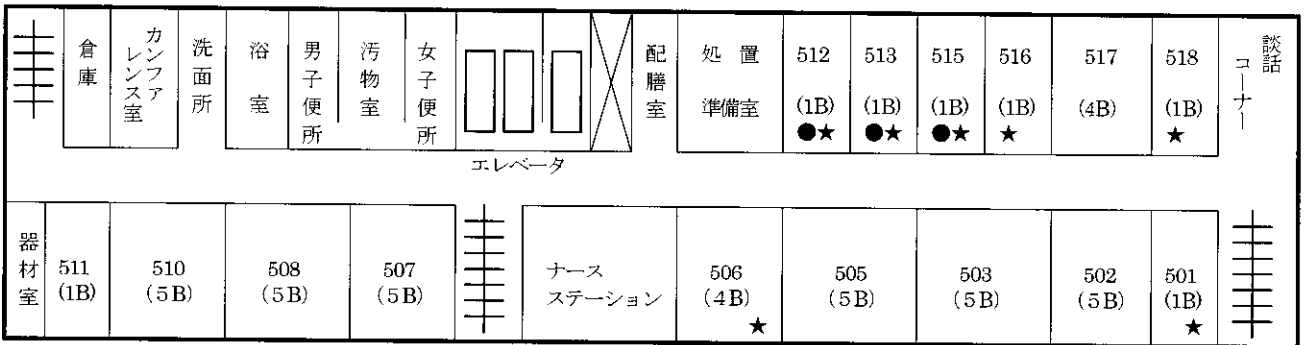 倉庫
カンファ
レンス室
洗面所
浴室
男子便所
汚物室
女子便所
エレベータ
配膳室
処置
準備室
512
(1B)
●★
513
(1B)
●★
515
(1B)
●★
516
(1B)
★
517
(4B)
518
(1B)
★
談話
コーナー
器材室
511
(1B)
510
(5B)
508
(5B)
507
(5B)
ナース
ステーション
506
(4B)
★
505
(5B)
503
(5B)
502
(5B)
501
(1B)
★